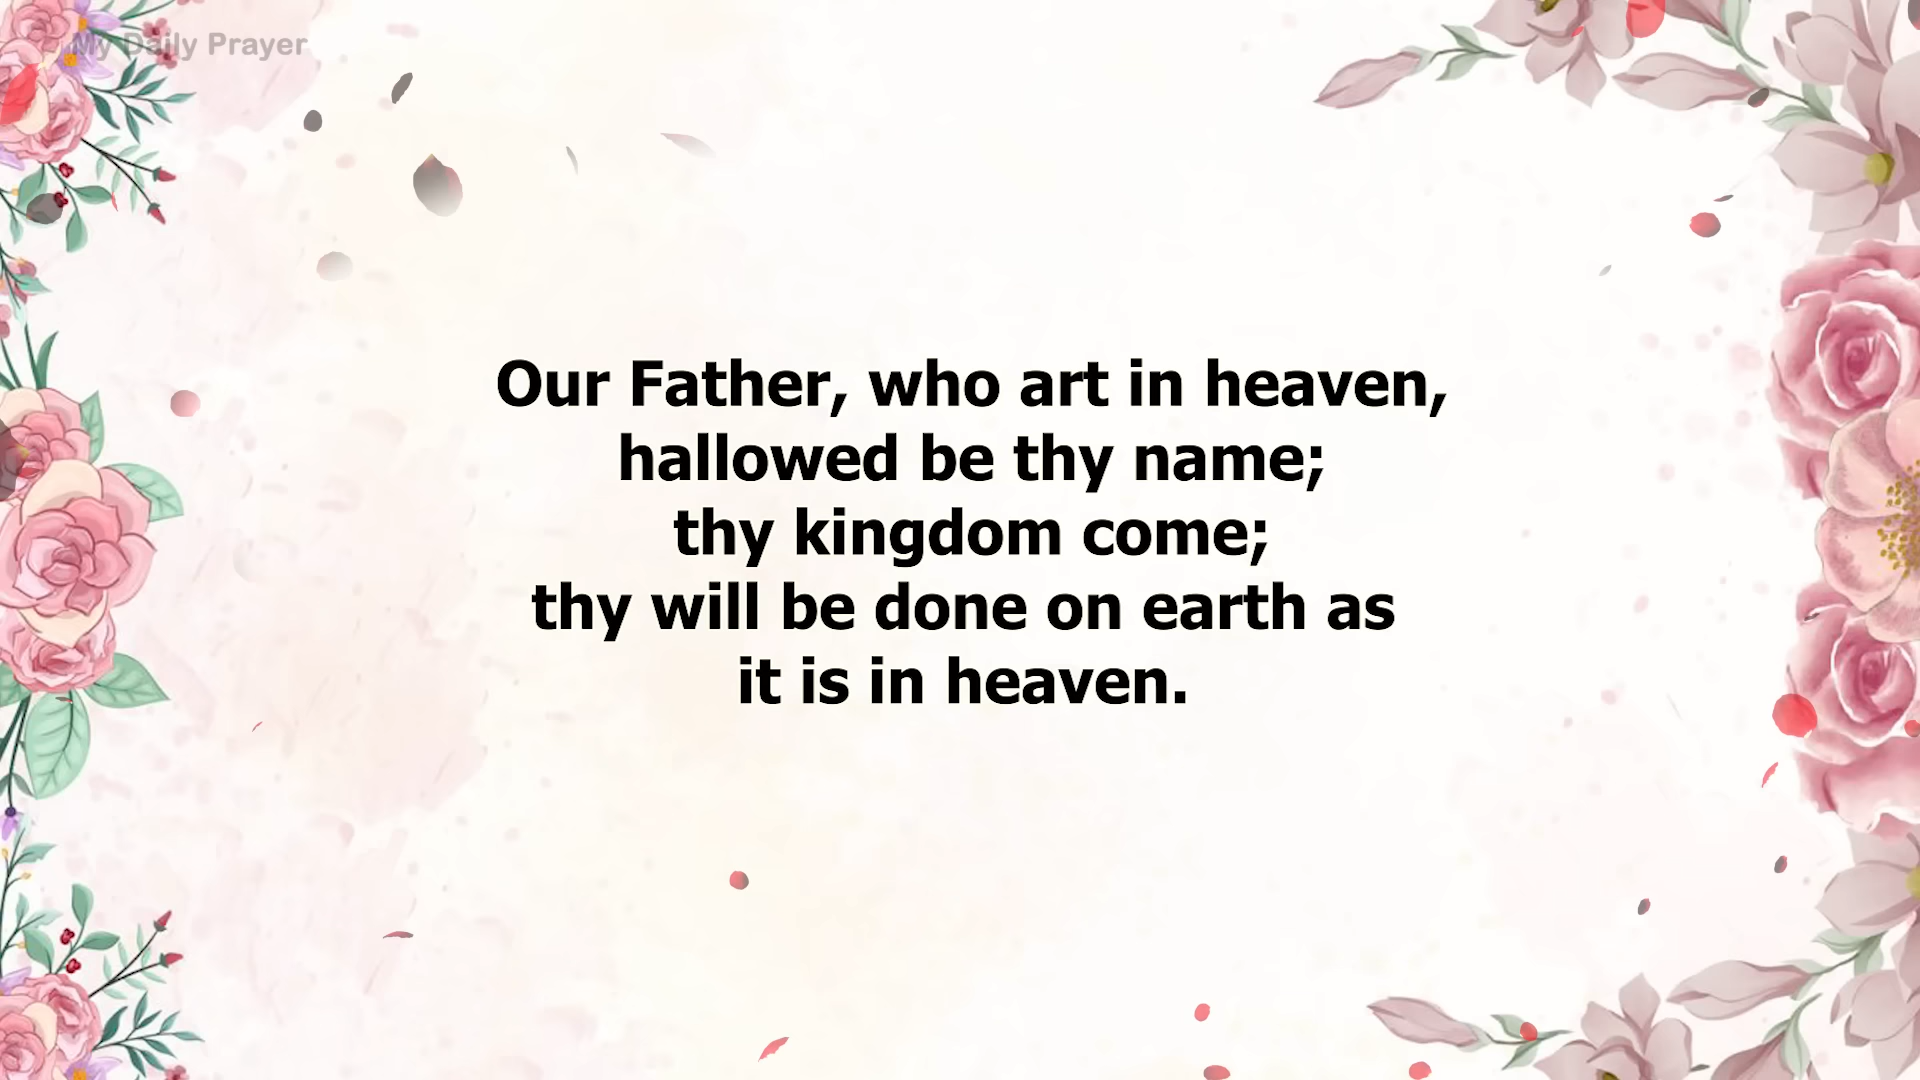 My Daily Prayer
Our Father, who art in heaven,
hallowed be thy name;
thy kingdom come;
thy will be done on earth as
it is in heaven.